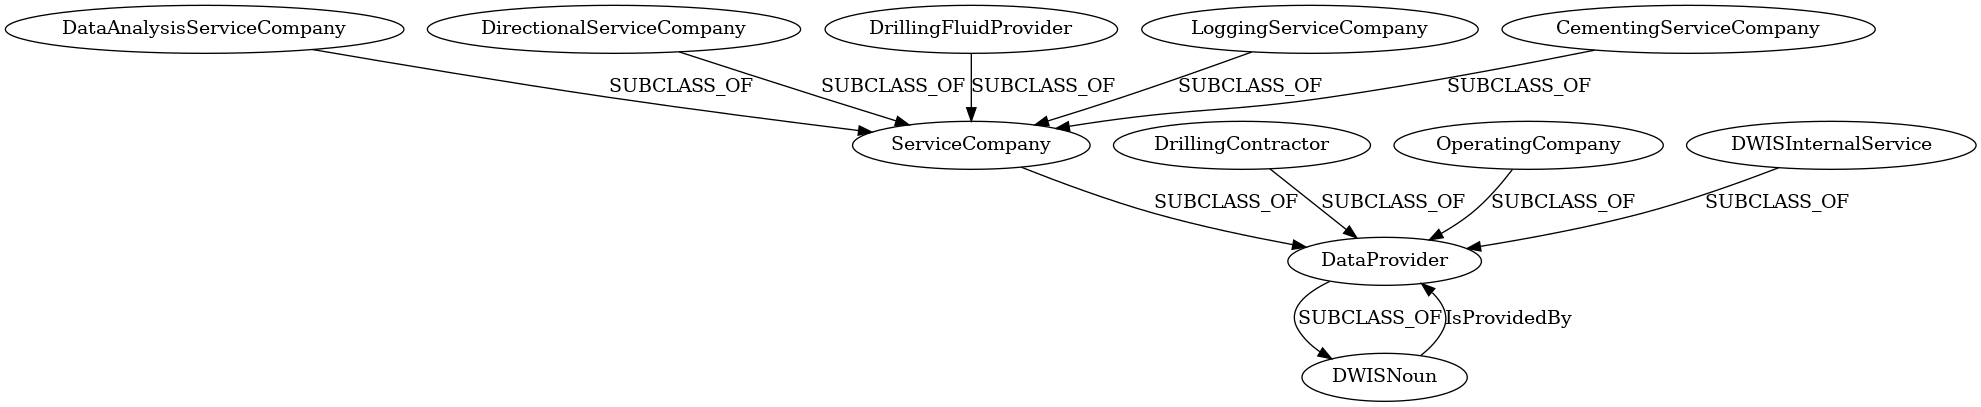 DataAnalysisServiceCompany
DirectionalServiceCompany
DrillingFluidProvider
LoggingServiceCompany
CementingServiceCompany
SUBCLASS_OF
SUBCLASS_OF
SUBCLASS_OF
SUBCLASS_OF
SUBCLASS_OF
ServiceCompany
DrillingContractor
OperatingCompany
DWISInternalService
SUBCLASS_OF
SUBCLASS_OF
SUBCLASS_OF
SUBCLASS_OF
DataProvider
SUBCLASS_OF
IsProvidedBy
DWISNoun